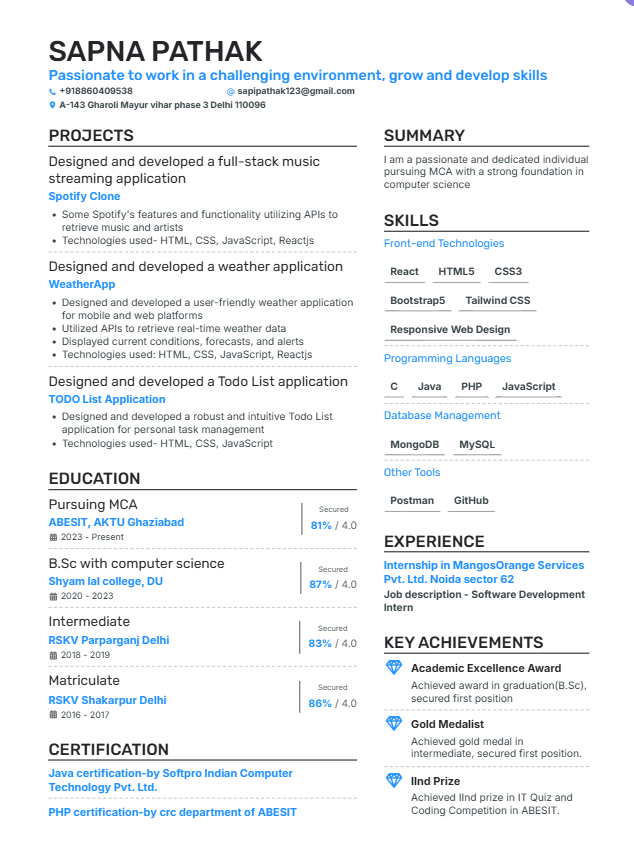 SAPNA PATHAK
Passionate to work in a challenging environment, grow and develop skills
+918860409538
@ sapipathak123@gmail.com
A-143 Gharoli Mayur vihar phase 3 Delhi 110096
PROJECTS
Designed and developed a full-stack music
streaming application
Spotify Clone
• Some Spotify's features and functionality utilizing APIs to
retrieve music and artists
• Technologies used- HTML, CSS, JavaScript, Reactjs
Designed and developed a weather application
WeatherApp
• Designed and developed a user-friendly weather application
for mobile and web platforms
• Utilized APIs to retrieve real-time weather data
• Displayed current conditions, forecasts, and alerts
• Technologies used: HTML, CSS, JavaScript, Reactjs
Designed and developed a Todo List application
TODO List Application
• Designed and developed a robust and intuitive Todo List
application for personal task management
• Technologies used- HTML, CSS, JavaScript
EDUCATION
Pursuing MCA
ABESIT, AKTU Ghaziabad
2023 - Present
Secured
81% / 4.0
B.Sc with computer science
Shyam lal college, DU
2020 - 2023
Secured
87% / 4.0
Intermediate
RSKV Parparganj Delhi
2018 - 2019
Secured
83% / 4.0
Matriculate
RSKV Shakarpur Delhi
2016 - 2017
Secured
86% / 4.0
CERTIFICATION
Java certification-by Softpro Indian Computer
Technology Pvt. Ltd.
PHP certification-by crc department of ABESIT
SUMMARY
I am a passionate and dedicated individual
pursuing MCA with a strong foundation in
computer science
SKILLS
Front-end Technologies
React HTML5 CSS3
Bootstrap5 Tailwind CSS
Responsive Web Design
Programming Languages
C Java PHP JavaScript
Database Management
MongoDB MySQL
Other Tools
Postman GitHub
EXPERIENCE
Internship in MangosOrange Services
Pvt. Ltd. Noida sector 62
Job description - Software Development
Intern
KEY ACHIEVEMENTS
Academic Excellence Award
Achieved award in graduation(B.Sc),
secured first position
Gold Medalist
Achieved gold medal in
intermediate, secured first position.
IInd Prize
Achieved IInd prize in IT Quiz and
Coding Competition in ABESIT.